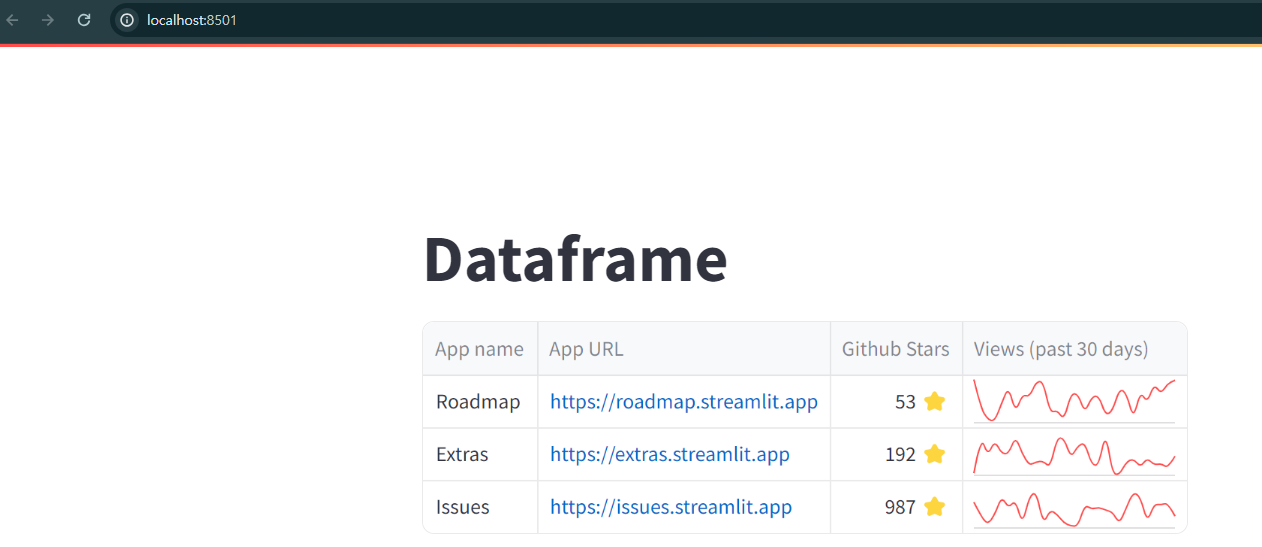 localhost:8501
Dataframe
App name App URL Github Stars Views (past 30 days)
Roadmap https://roadmap.streamlit.app 53 ⭐
Extras https://extras.streamlit.app 192 ⭐
Issues https://issues.streamlit.app 987 ⭐